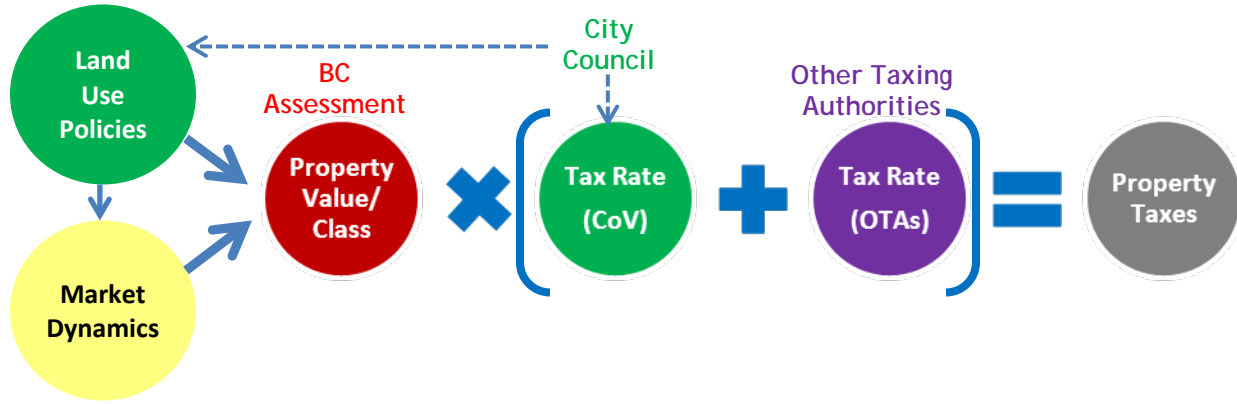 Land
Use
Policies
Market
Dynamics
BC
Assessment
Property
Value/
Class
City
Council
Tax Rate
(CoV)
Other Taxing
Authorities
Tax Rate
(OTAs)
Property
Taxes